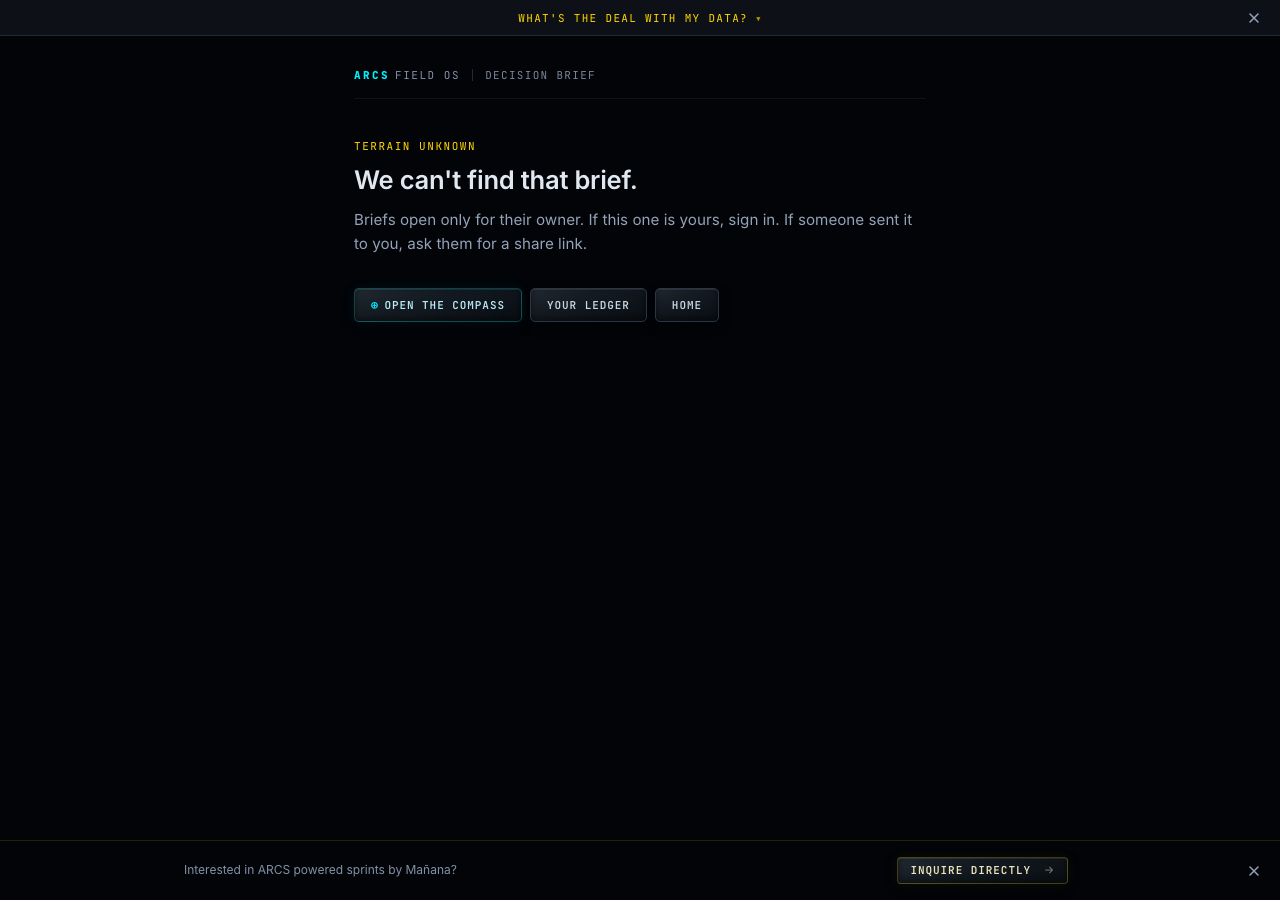 WHAT'S THE DEAL WITH MY DATA? ▾
ARCS FIELD OS | DECISION BRIEF
TERRAIN UNKNOWN
We can't find that brief.
Briefs open only for their owner. If this one is yours, sign in. If someone sent it
to you, ask them for a share link.
⊕ OPEN THE COMPASS YOUR LEDGER HOME
Interested in ARCS powered sprints by Mañana? INQUIRE DIRECTLY →